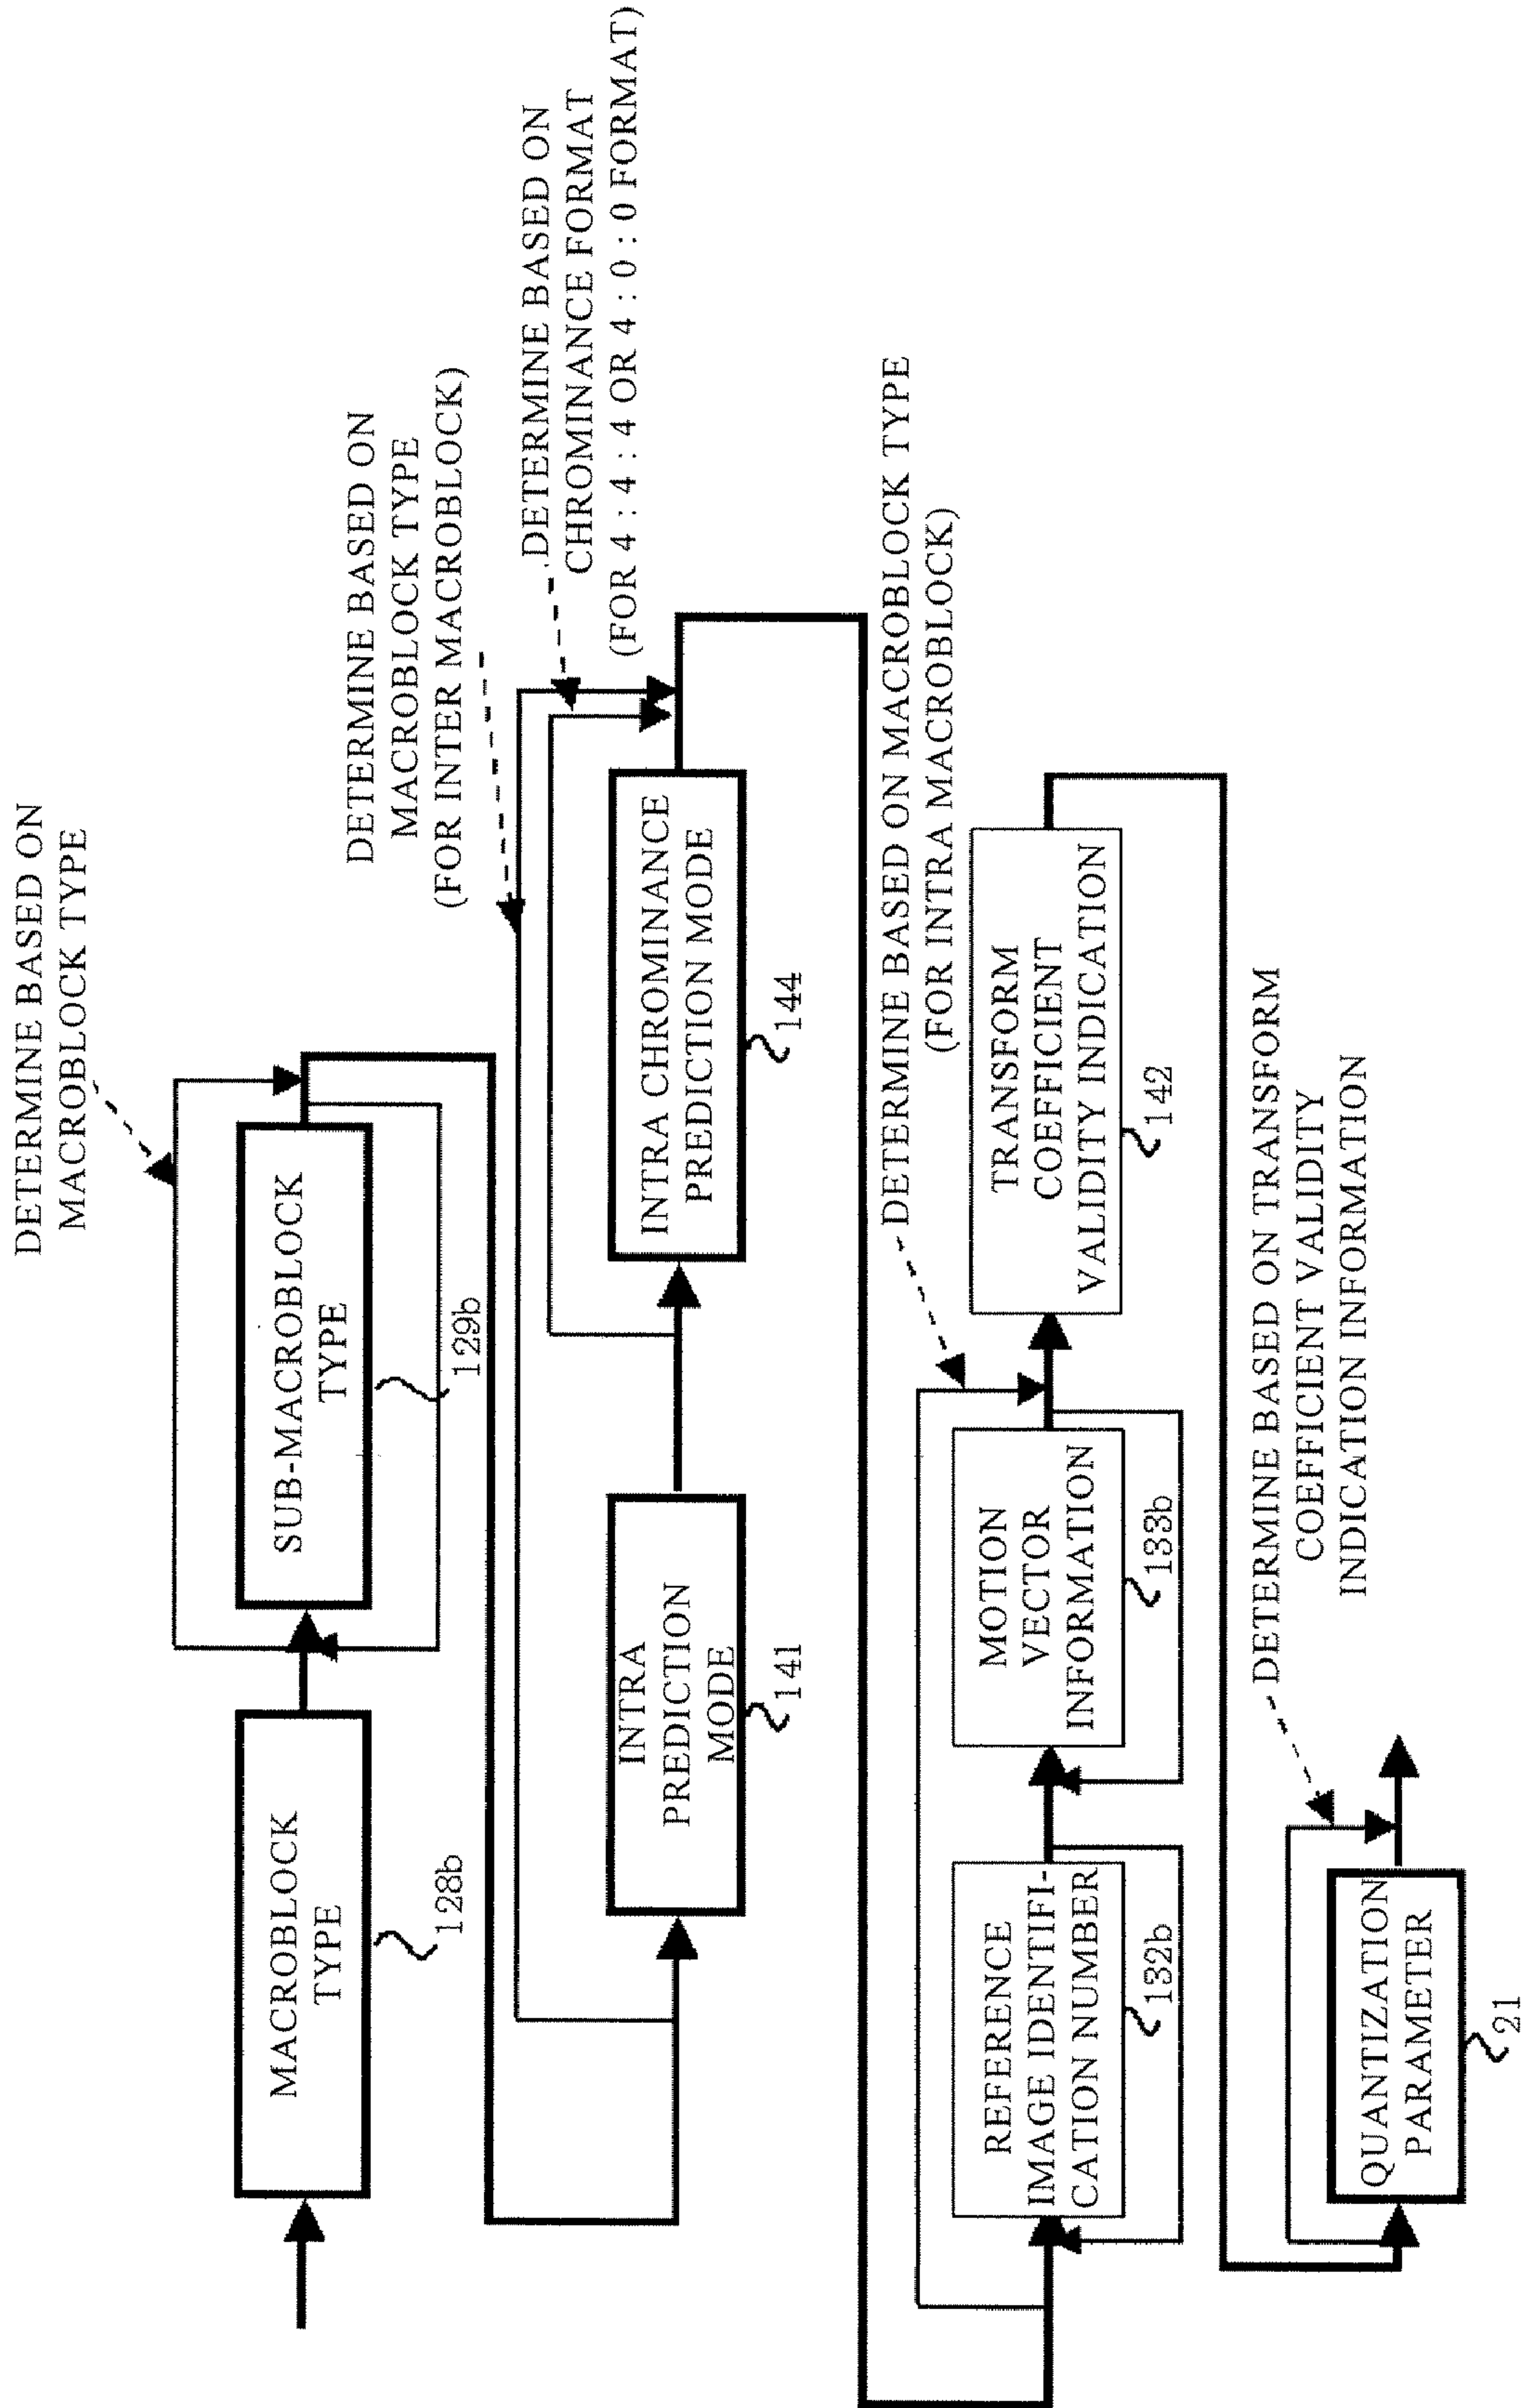 DETERMINE BASED ON
MACROBLOCK TYPE
MACROBLOCK
TYPE
128b
SUB-MACROBLOCK
TYPE
129b
DETERMINE BASED ON
MACROBLOCK TYPE
(FOR INTER MACROBLOCK)
DETERMINE BASED ON
CHROMINANCE FORMAT
(FOR 4 : 4 : 4 OR 4 : 0 : 0 FORMAT)
INTRA
PREDICTION
MODE
141
INTRA CHROMINANCE
PREDICTION MODE
144
DETERMINE BASED ON MACROBLOCK TYPE
(FOR INTRA MACROBLOCK)
REFERENCE
IMAGE IDENTIFI-
CATION NUMBER
132b
MOTION
VECTOR
INFORMATION
133b
TRANSFORM
COEFFICIENT
VALIDITY INDICATION
142
DETERMINE BASED ON TRANSFORM
COEFFICIENT VALIDITY
INDICATION INFORMATION
QUANTIZATION
PARAMETER
21